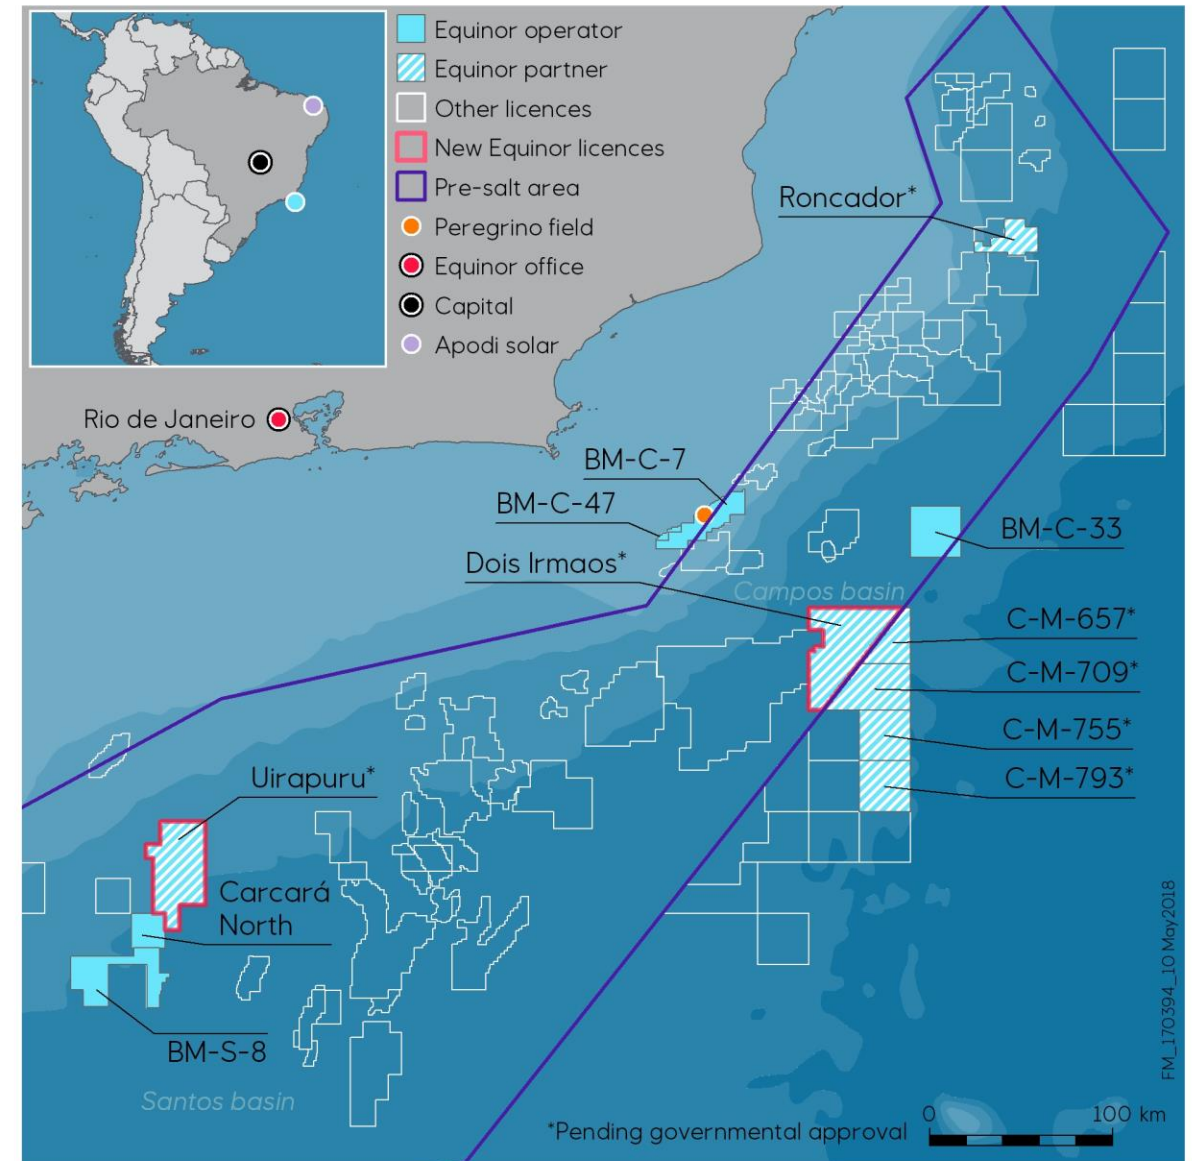 Equinor operator
Equinor partner
Other licences
New Equinor licences
Pre-salt area
Peregrino field
Equinor office
Capital
Apodi solar
Roncador*
Rio de Janeiro
BM-C-7
BM-C-47
BM-C-33
Dois Irmaos*
Campos basin
C-M-657*
C-M-709*
C-M-755*
C-M-793*
Uirapuru*
Carcará
North
BM-S-8
Santos basin
*Pending governmental approval
0 100 km
FM_170394_10 May2018